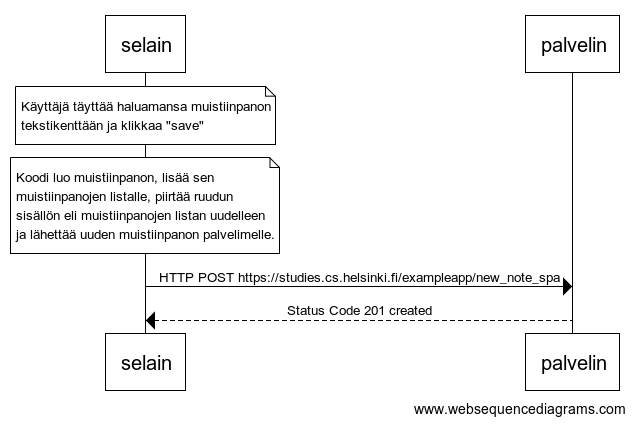 selain
palvelin
Käyttäjä täyttää haluamansa muistiinpanon
tekstikenttään ja klikkaa "save"
Koodi luo muistiinpanon, lisää sen
muistiinpanojen listalle, piirtää ruudun
sisällön eli muistiinpanojen listan uudelleen
ja lähettää uuden muistiinpanon palvelimelle.
HTTP POST https://studies.cs.helsinki.fi/exampleapp/new_note_spa
Status Code 201 created
selain
palvelin
www.websequencediagrams.com